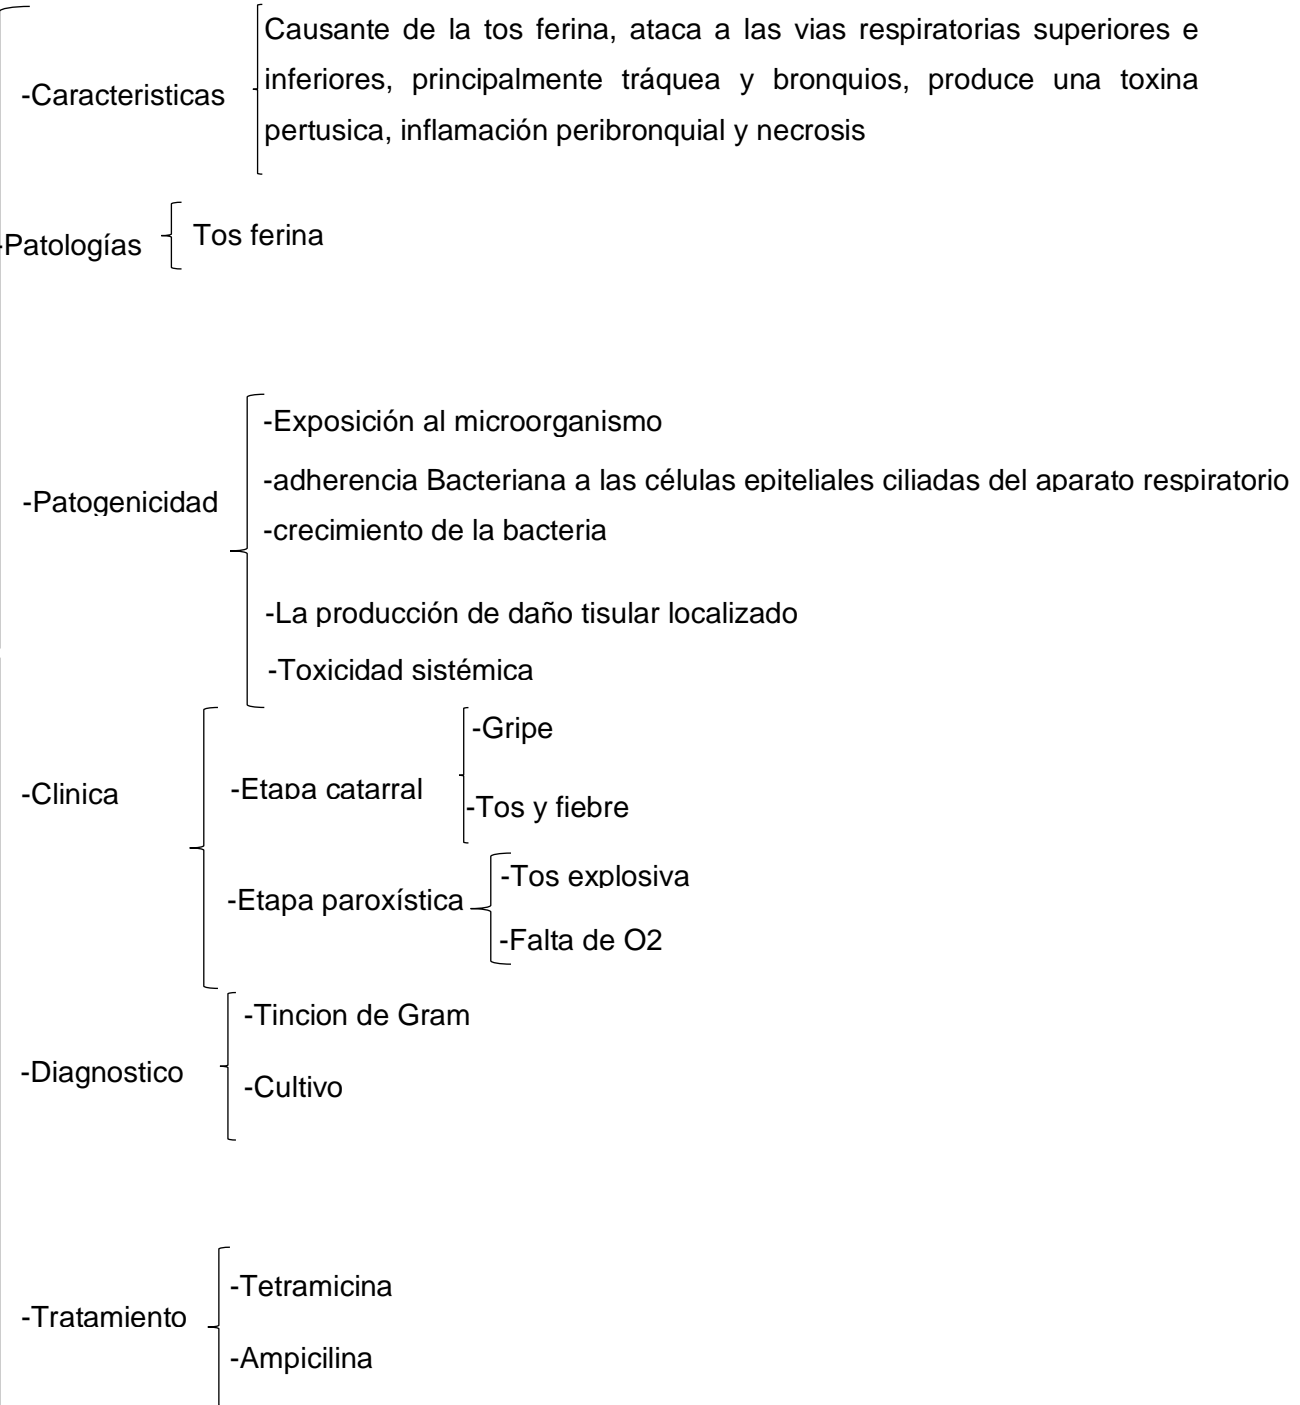 -Caracteristicas
Causante de la tos ferina, ataca a las vias respiratorias superiores e
inferiores, principalmente tráquea y bronquios, produce una toxina
pertusica, inflamación peribronquial y necrosis
-Patologías
Tos ferina
-Patogenicidad
-Exposición al microorganismo
-adherencia Bacteriana a las células epiteliales ciliadas del aparato respiratorio
-crecimiento de la bacteria
-La producción de daño tisular localizado
-Toxicidad sistémica
-Clinica
-Etapa catarral
-Gripe
-Tos y fiebre
-Etapa paroxística
-Tos explosiva
-Falta de O2
-Diagnostico
-Tincion de Gram
-Cultivo
-Tratamiento
-Tetramicina
-Ampicilina